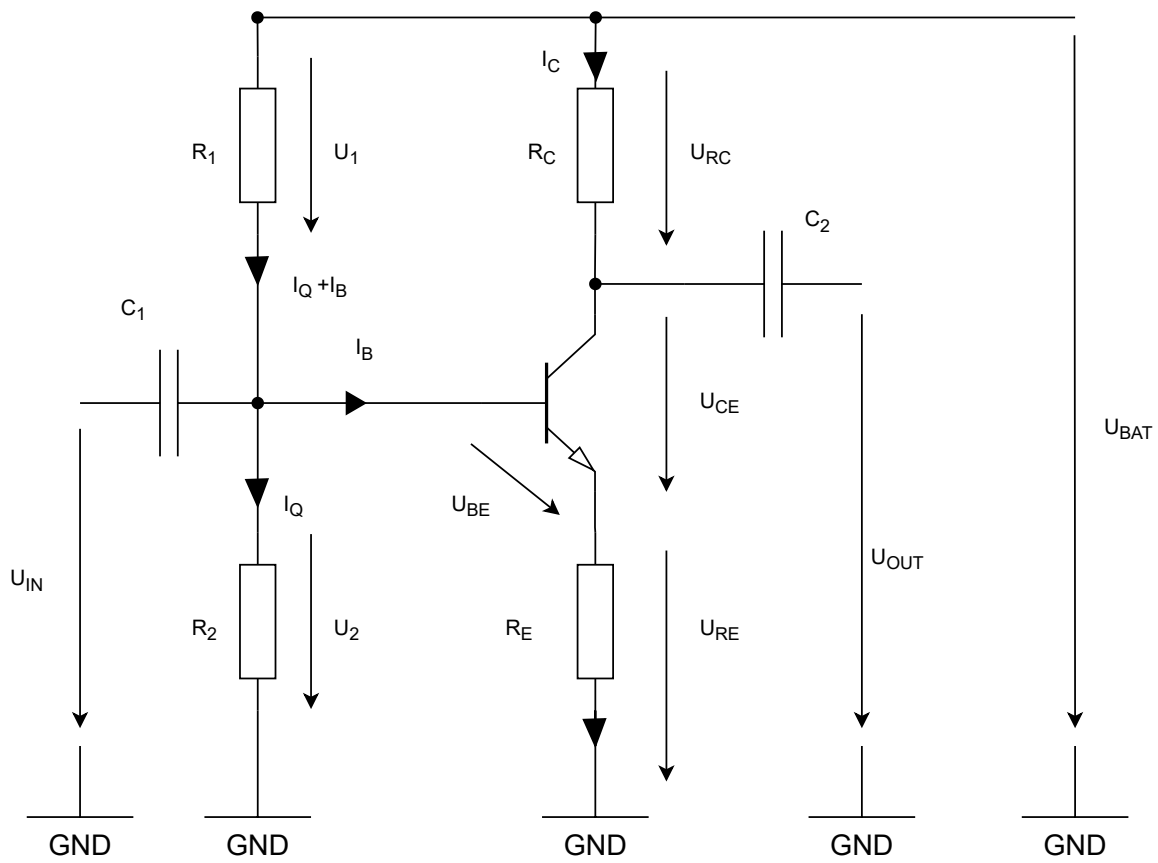 I_C
R_1 U_1 R_C U_RC
C_2
I_Q +I_B
C_1
I_B
U_CE
U_BAT
I_Q U_BE
U_IN U_OUT
R_2 U_2 R_E U_RE
GND GND GND GND GND